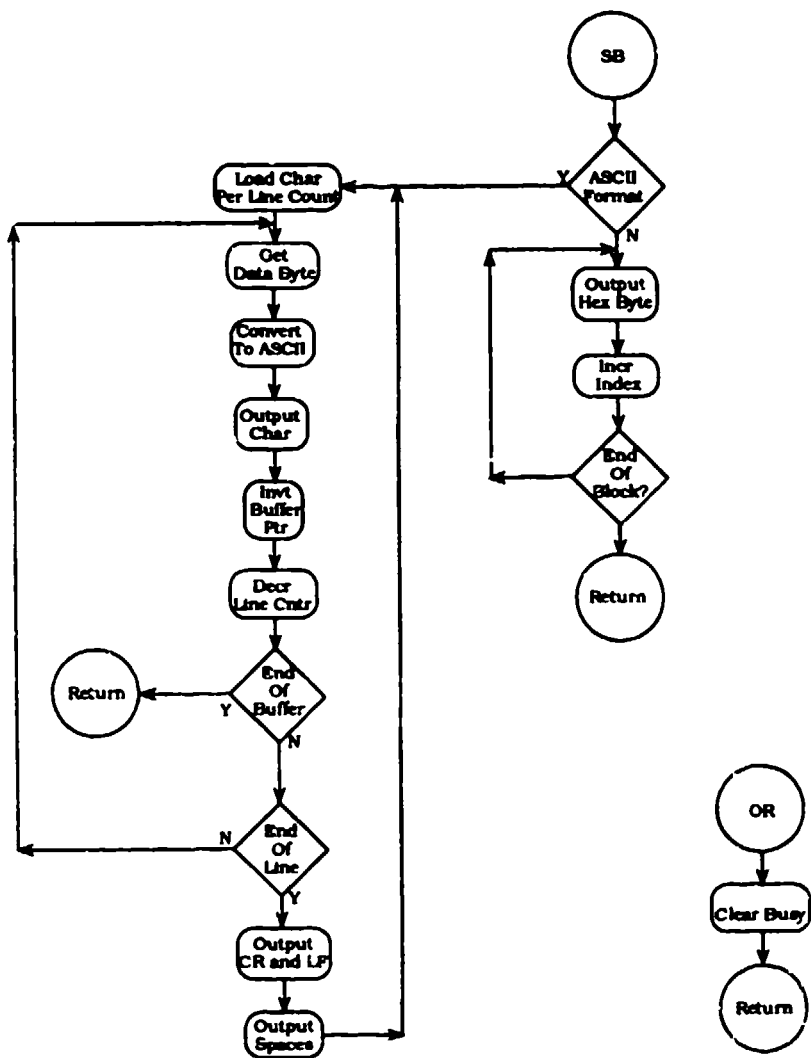 SB
ASCII
Format
Y
N
Load Char
Per Line Count
Get
Data Byte
Convert
To ASCII
Output
Char
Invt
Buffer
Ptr
Decr
Line Cntr
End
Of
Buffer
Y
N
Return
End
Of
Line
N
Y
Output
CR and LF
Output
Spaces
Output
Hex Byte
Incr
Index
End
Of
Block?
Return
OR
Clear Busy
Return